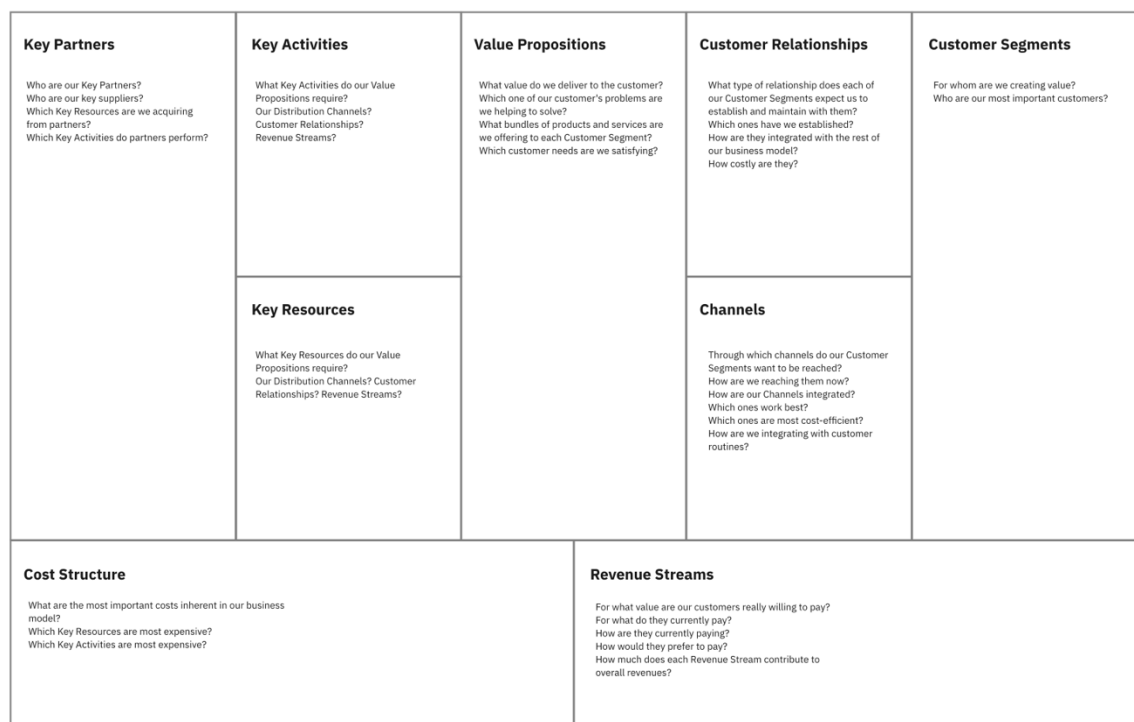 Key Partners
Who are our Key Partners?
Who are our key suppliers?
Which Key Resources are we acquiring
from partners?
Which Key Activities do partners perform?
Key Activities
What Key Activities do our Value
Propositions require?
Our Distribution Channels?
Customer Relationships?
Revenue Streams?
Key Resources
What Key Resources do our Value
Propositions require?
Our Distribution Channels? Customer
Relationships? Revenue Streams?
Value Propositions
What value do we deliver to the customer?
Which one of our customer's problems are
we helping to solve?
What bundles of products and services are
we offering to each Customer Segment?
Which customer needs are we satisfying?
Customer Relationships
What type of relationship does each of
our Customer Segments expect us to
establish and maintain with them?
Which ones have we established?
How are they integrated with the rest of
our business model?
How costly are they?
Channels
Through which channels do our Customer
Segments want to be reached?
How are we reaching them now?
How are our Channels integrated?
Which ones work best?
Which ones are most cost-efficient?
How are we integrating with customer
routines?
Customer Segments
For whom are we creating value?
Who are our most important customers?
Cost Structure
What are the most important costs inherent in our business
model?
Which Key Resources are most expensive?
Which Key Activities are most expensive?
Revenue Streams
For what value are our customers really willing to pay?
For what do they currently pay?
How are they currently paying?
How would they prefer to pay?
How much does each Revenue Stream contribute to
overall revenues?